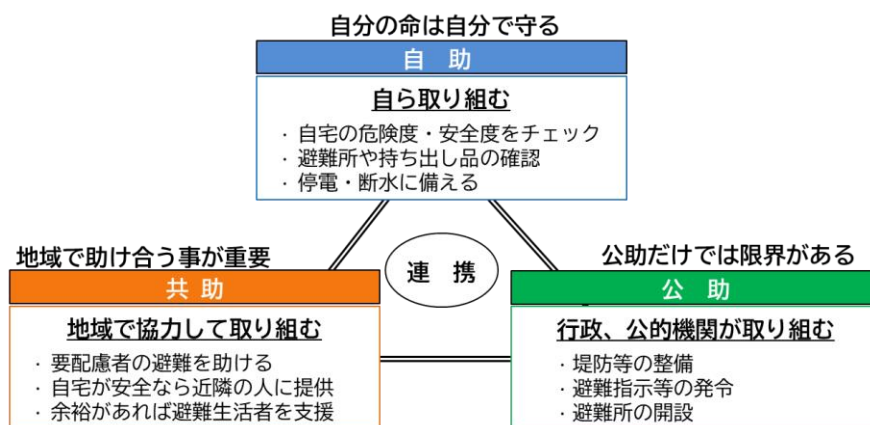 自分の命は自分で守る
自 助
自ら取り組む
・自宅の危険度・安全度をチェック
・避難所や持ち出し品の確認
・停電・断水に備える
連 携
地域で助け合う事が重要
共 助
地域で協力して取り組む
・要配慮者の避難を助ける
・自宅が安全なら近隣の人に提供
・余裕があれば避難生活者を支援
公助だけでは限界がある
公 助
行政、公的機関が取り組む
・堤防等の整備
・避難指示等の発令
・避難所の開設